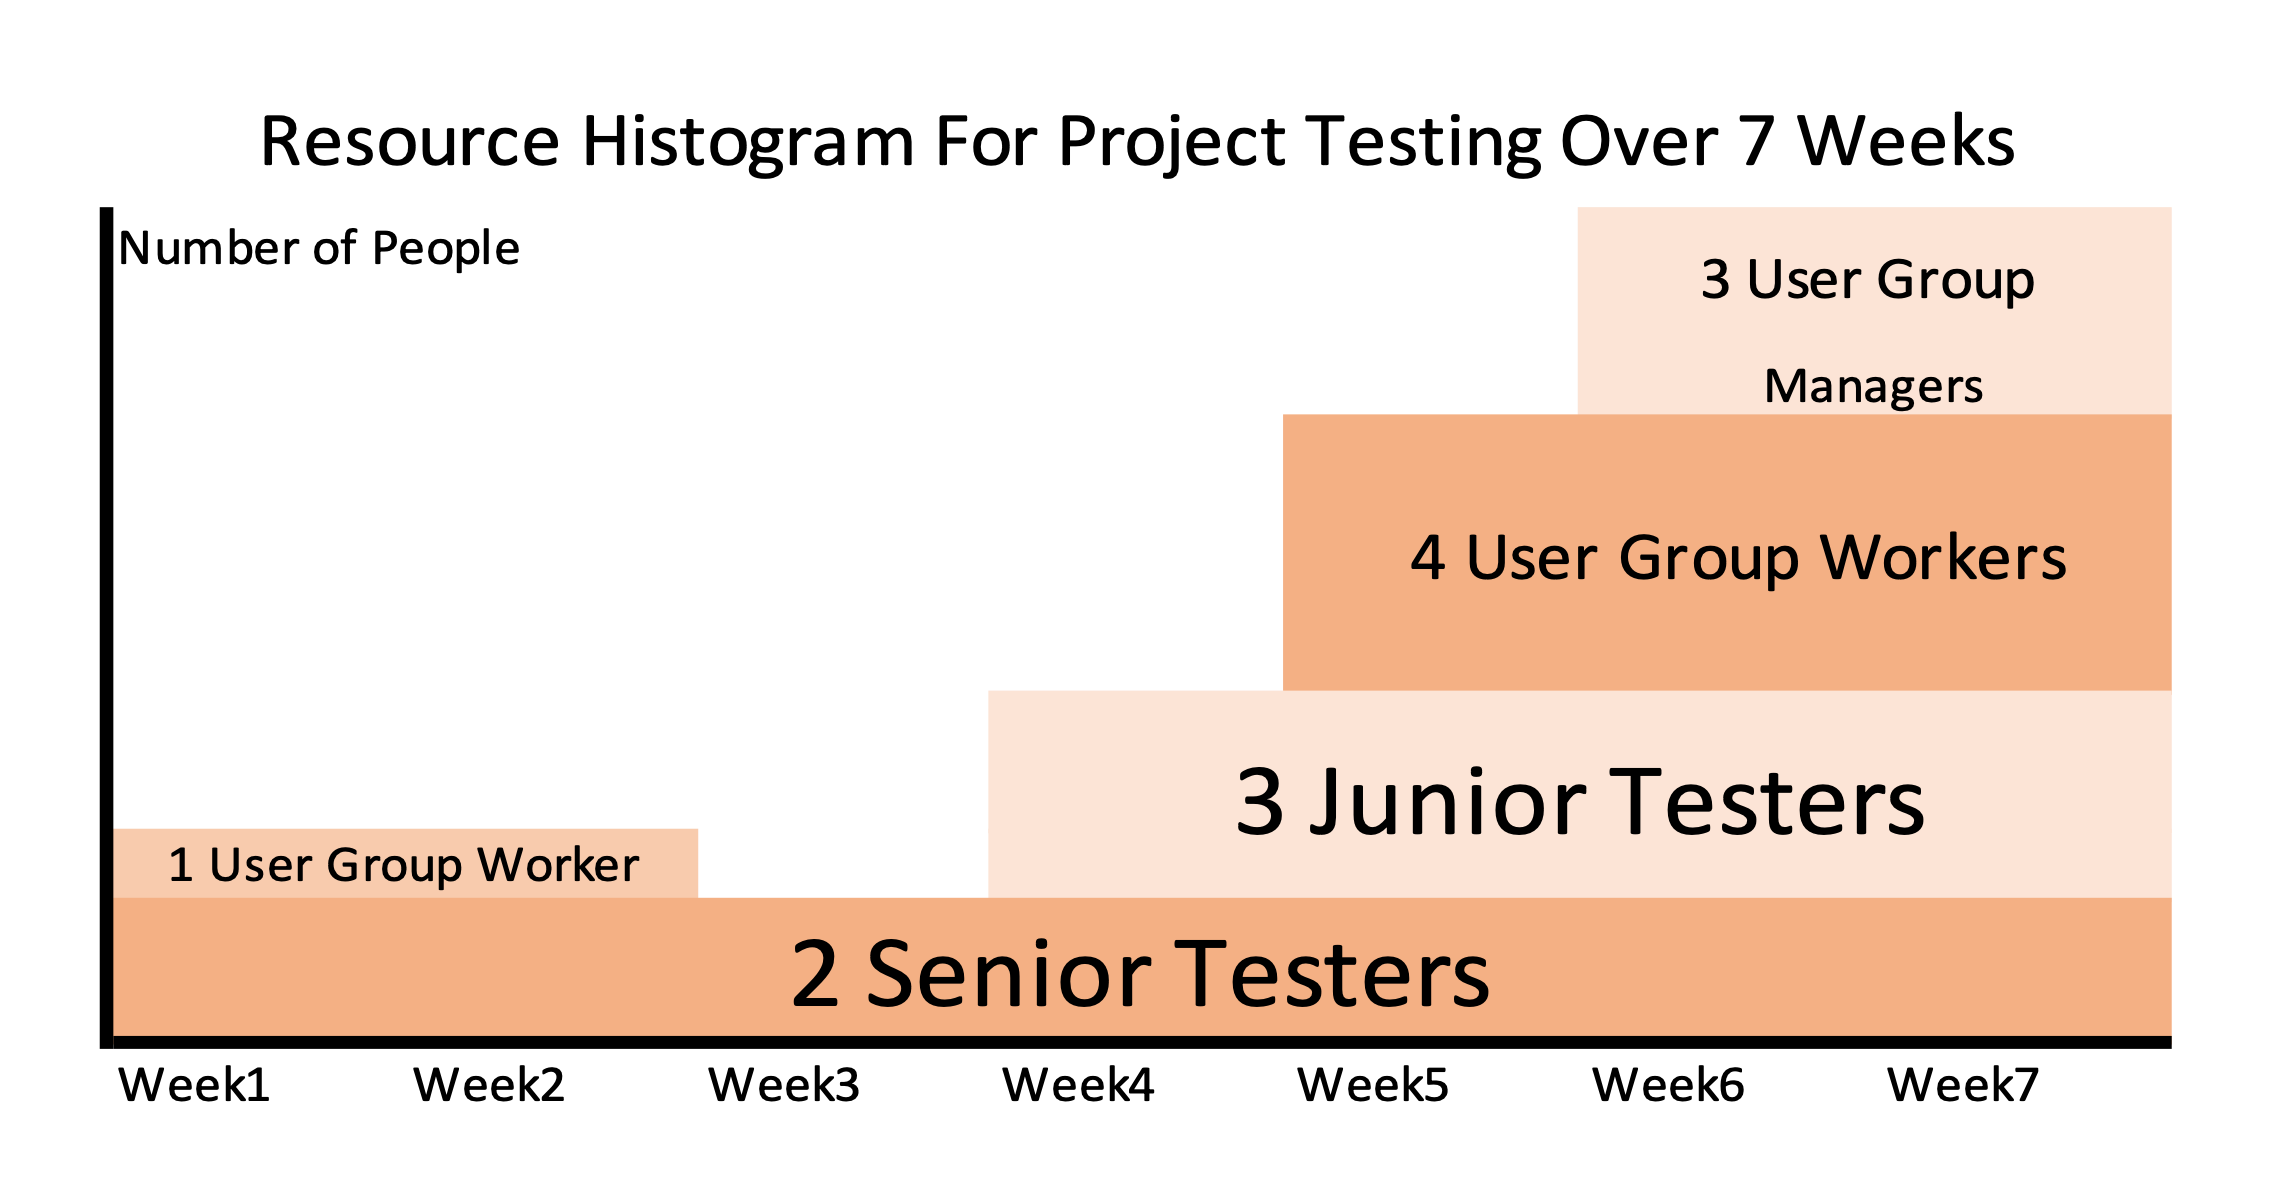 Resource Histogram For Project Testing Over 7 Weeks
Number of People
3 User Group
Managers
4 User Group Workers
3 Junior Testers
1 User Group Worker
2 Senior Testers
Week1 Week2 Week3 Week4 Week5 Week6 Week7